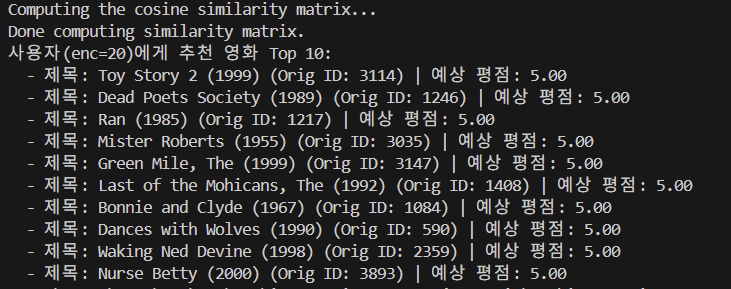 Computing the cosine similarity matrix...
Done computing similarity matrix.
사용자(enc=20)에게 추천 영화 Top 10:
- 제목: Toy Story 2 (1999) (Orig ID: 3114) | 예상 평점: 5.00
- 제목: Dead Poets Society (1989) (Orig ID: 1246) | 예상 평점: 5.00
- 제목: Ran (1985) (Orig ID: 1217) | 예상 평점: 5.00
- 제목: Mister Roberts (1955) (Orig ID: 3035) | 예상 평점: 5.00
- 제목: Green Mile, The (1999) (Orig ID: 3147) | 예상 평점: 5.00
- 제목: Last of the Mohicans, The (1992) (Orig ID: 1408) | 예상 평점: 5.00
- 제목: Bonnie and Clyde (1967) (Orig ID: 1084) | 예상 평점: 5.00
- 제목: Dances with Wolves (1990) (Orig ID: 590) | 예상 평점: 5.00
- 제목: Waking Ned Devine (1998) (Orig ID: 2359) | 예상 평점: 5.00
- 제목: Nurse Betty (2000) (Orig ID: 3893) | 예상 평점: 5.00